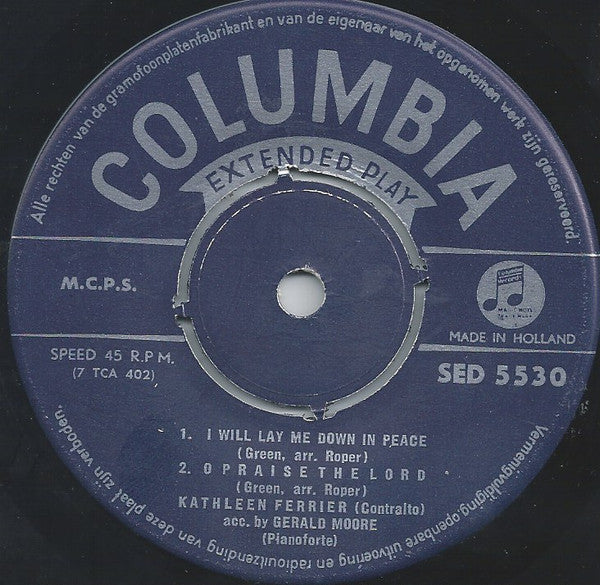 Alle rechten van de gramofoonplatenfabrikant en van de eigenaar van het opgenomen werk zijn gereserveerd.
COLUMBIA
EXTENDED PLAY
M.C.P.S.
MADE IN HOLLAND
SPEED 45 R.P.M.
(7 TCA 402)
SED 5530
1. I WILL LAY ME DOWN IN PEACE
(Green, arr. Roper)
2. O PRAISE THE LORD
(Green, arr. Roper)
KATHLEEN FERRIER (Contralto)
acc. by GERALD MOORE
(Pianoforte)
Vermenigvuldiging, openbare uitvoering en radiouitzending van deze plaat zijn verboden.